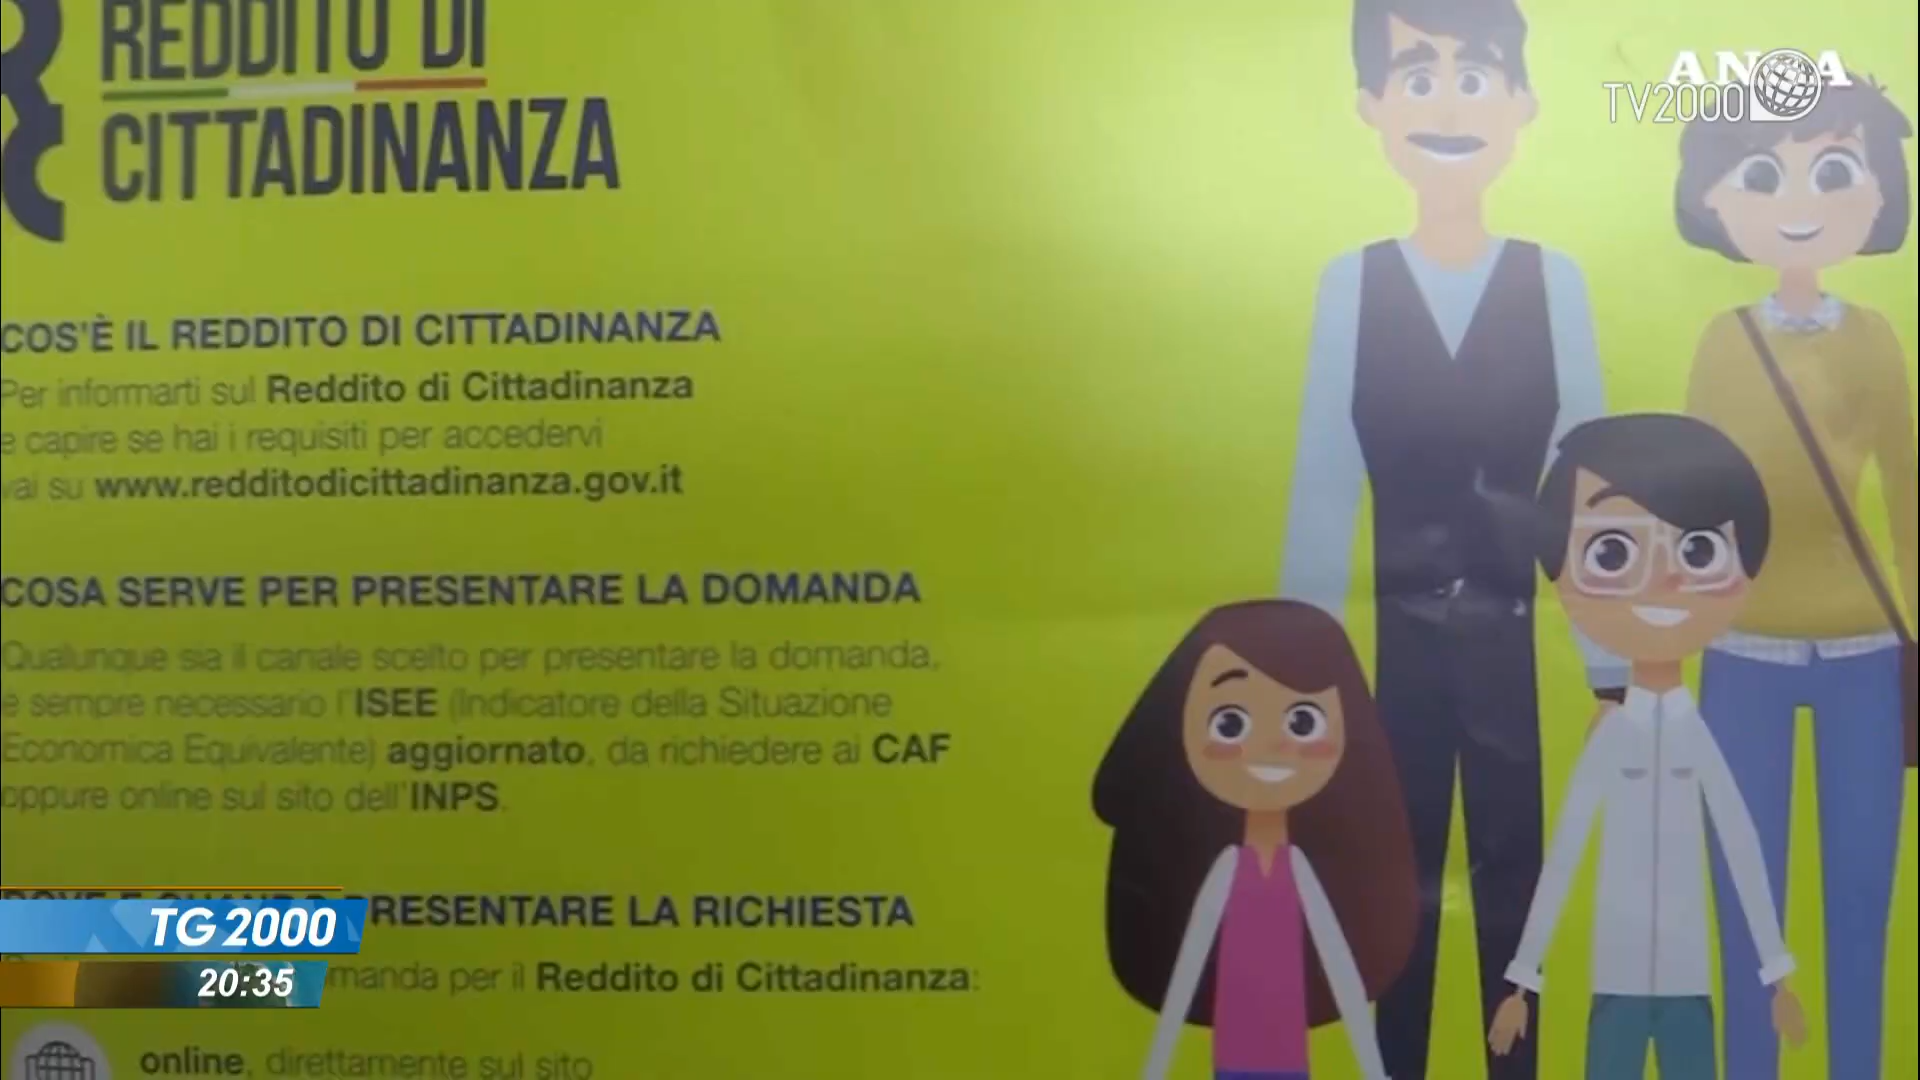 REDDITO DI
CITTADINANZA
ANSA
TV2000
COS'È IL REDDITO DI CITTADINANZA
Per informarti sul Reddito di Cittadinanza
e capire se hai i requisiti per accedervi
vai su www.redditodicittadinanza.gov.it
COSA SERVE PER PRESENTARE LA DOMANDA
Qualunque sia il canale scelto per presentare la domanda,
è sempre necessario l'ISEE (Indicatore della Situazione
Economica Equivalente) aggiornato, da richiedere ai CAF
oppure online sul sito dell'INPS.
DOVE E QUANDO PRESENTARE LA RICHIESTA
TG 2000
20:35
manda per il Reddito di Cittadinanza:
online, direttamente sul sito